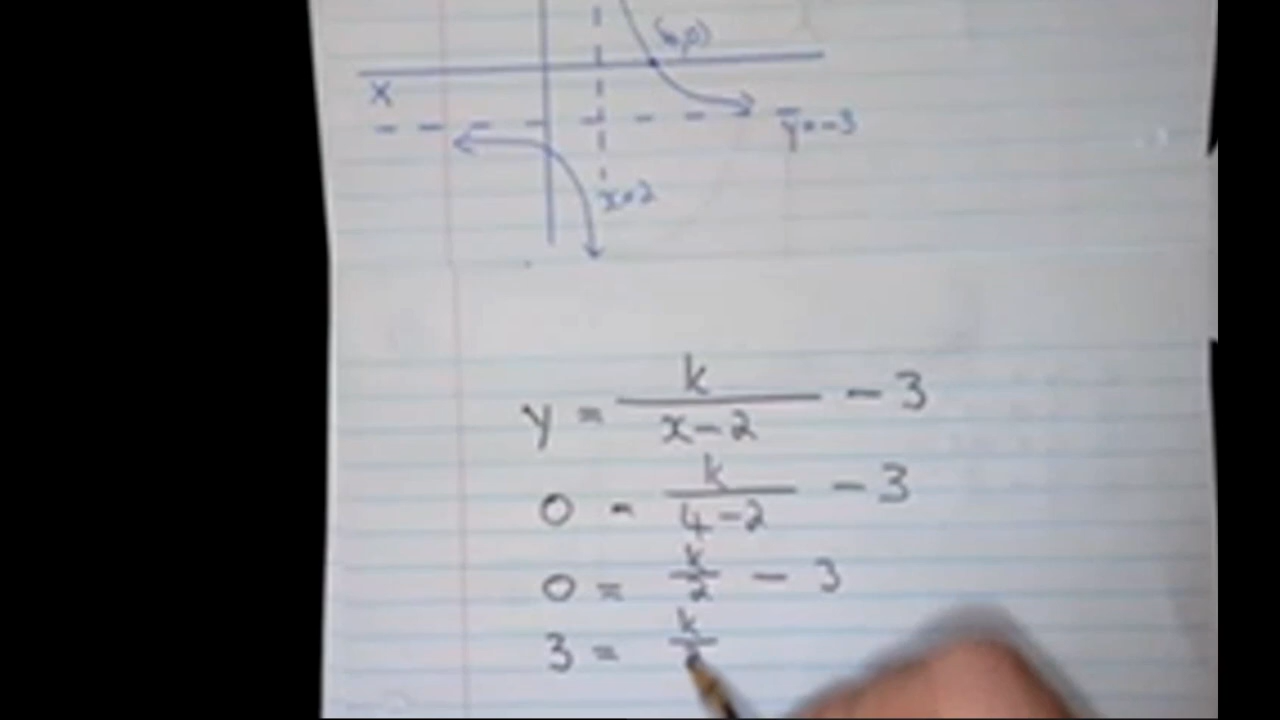 (4,0)
X
y=-3
x=2
y = k/(x-2) - 3
0 = k/(4-2) - 3
0 = k/2 - 3
3 = k/